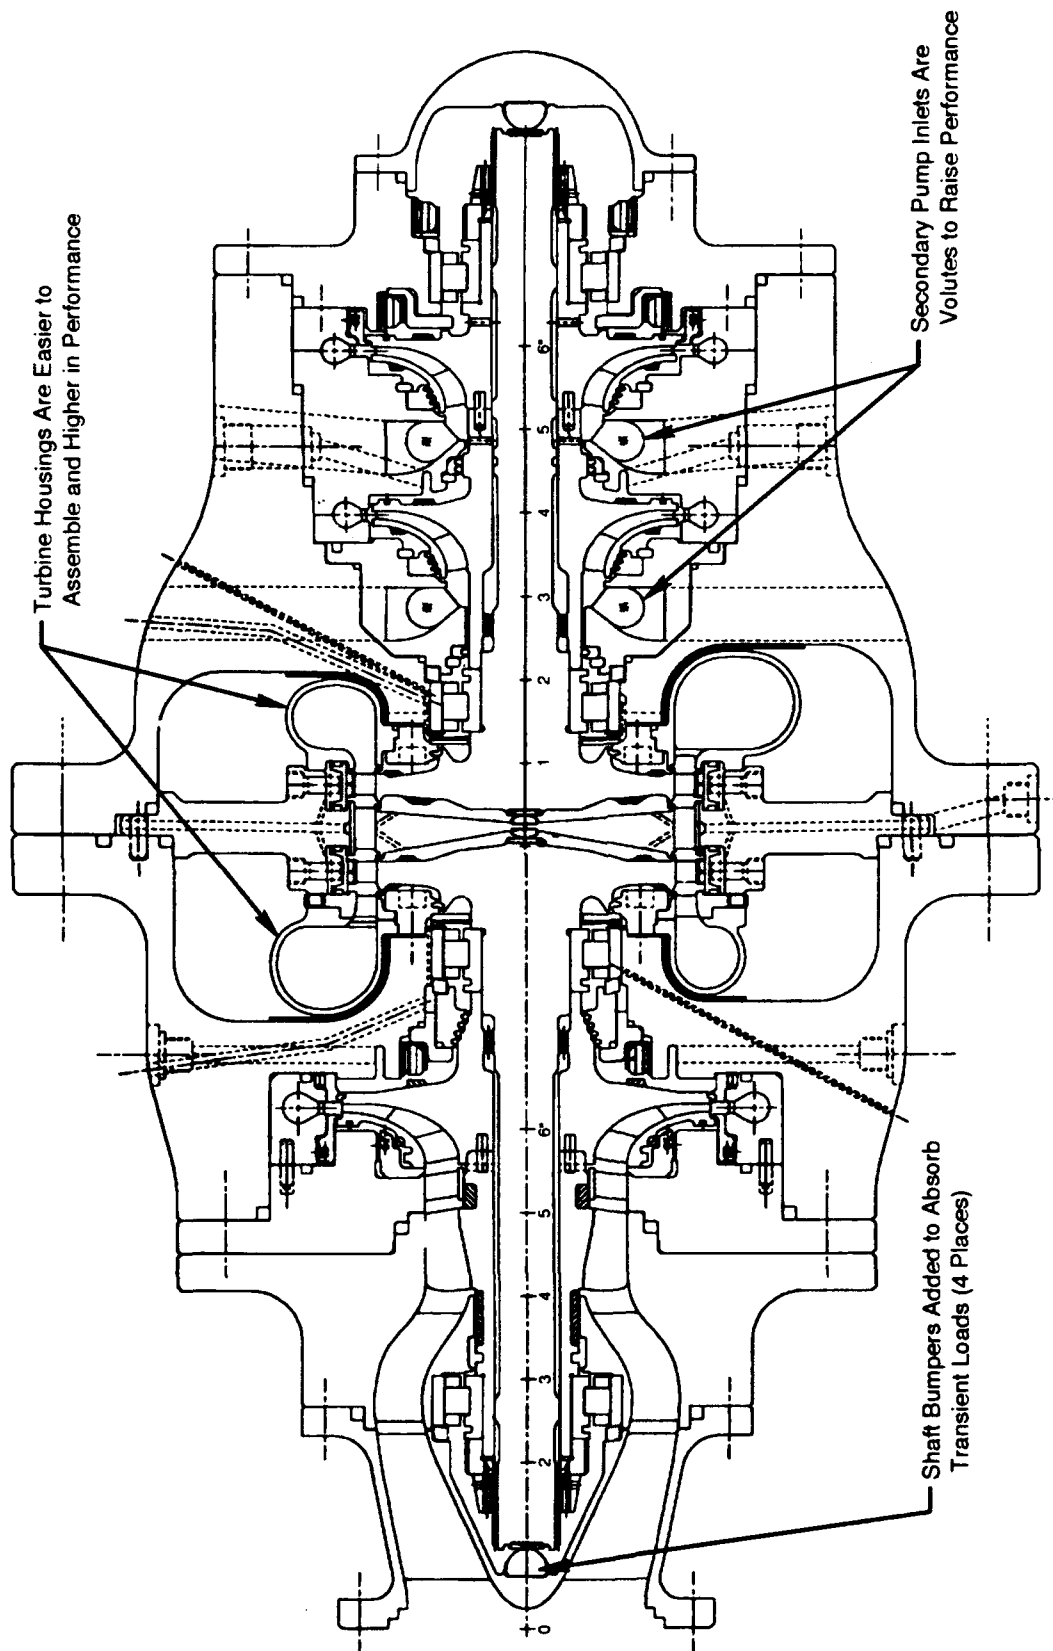 Turbine Housings Are Easier to
Assemble and Higher in Performance
Secondary Pump Inlets Are
Volutes to Raise Performance
Shaft Bumpers Added to Absorb
Transient Loads (4 Places)
0
2
3
4
5
6"
1
2
3
4
5
6"